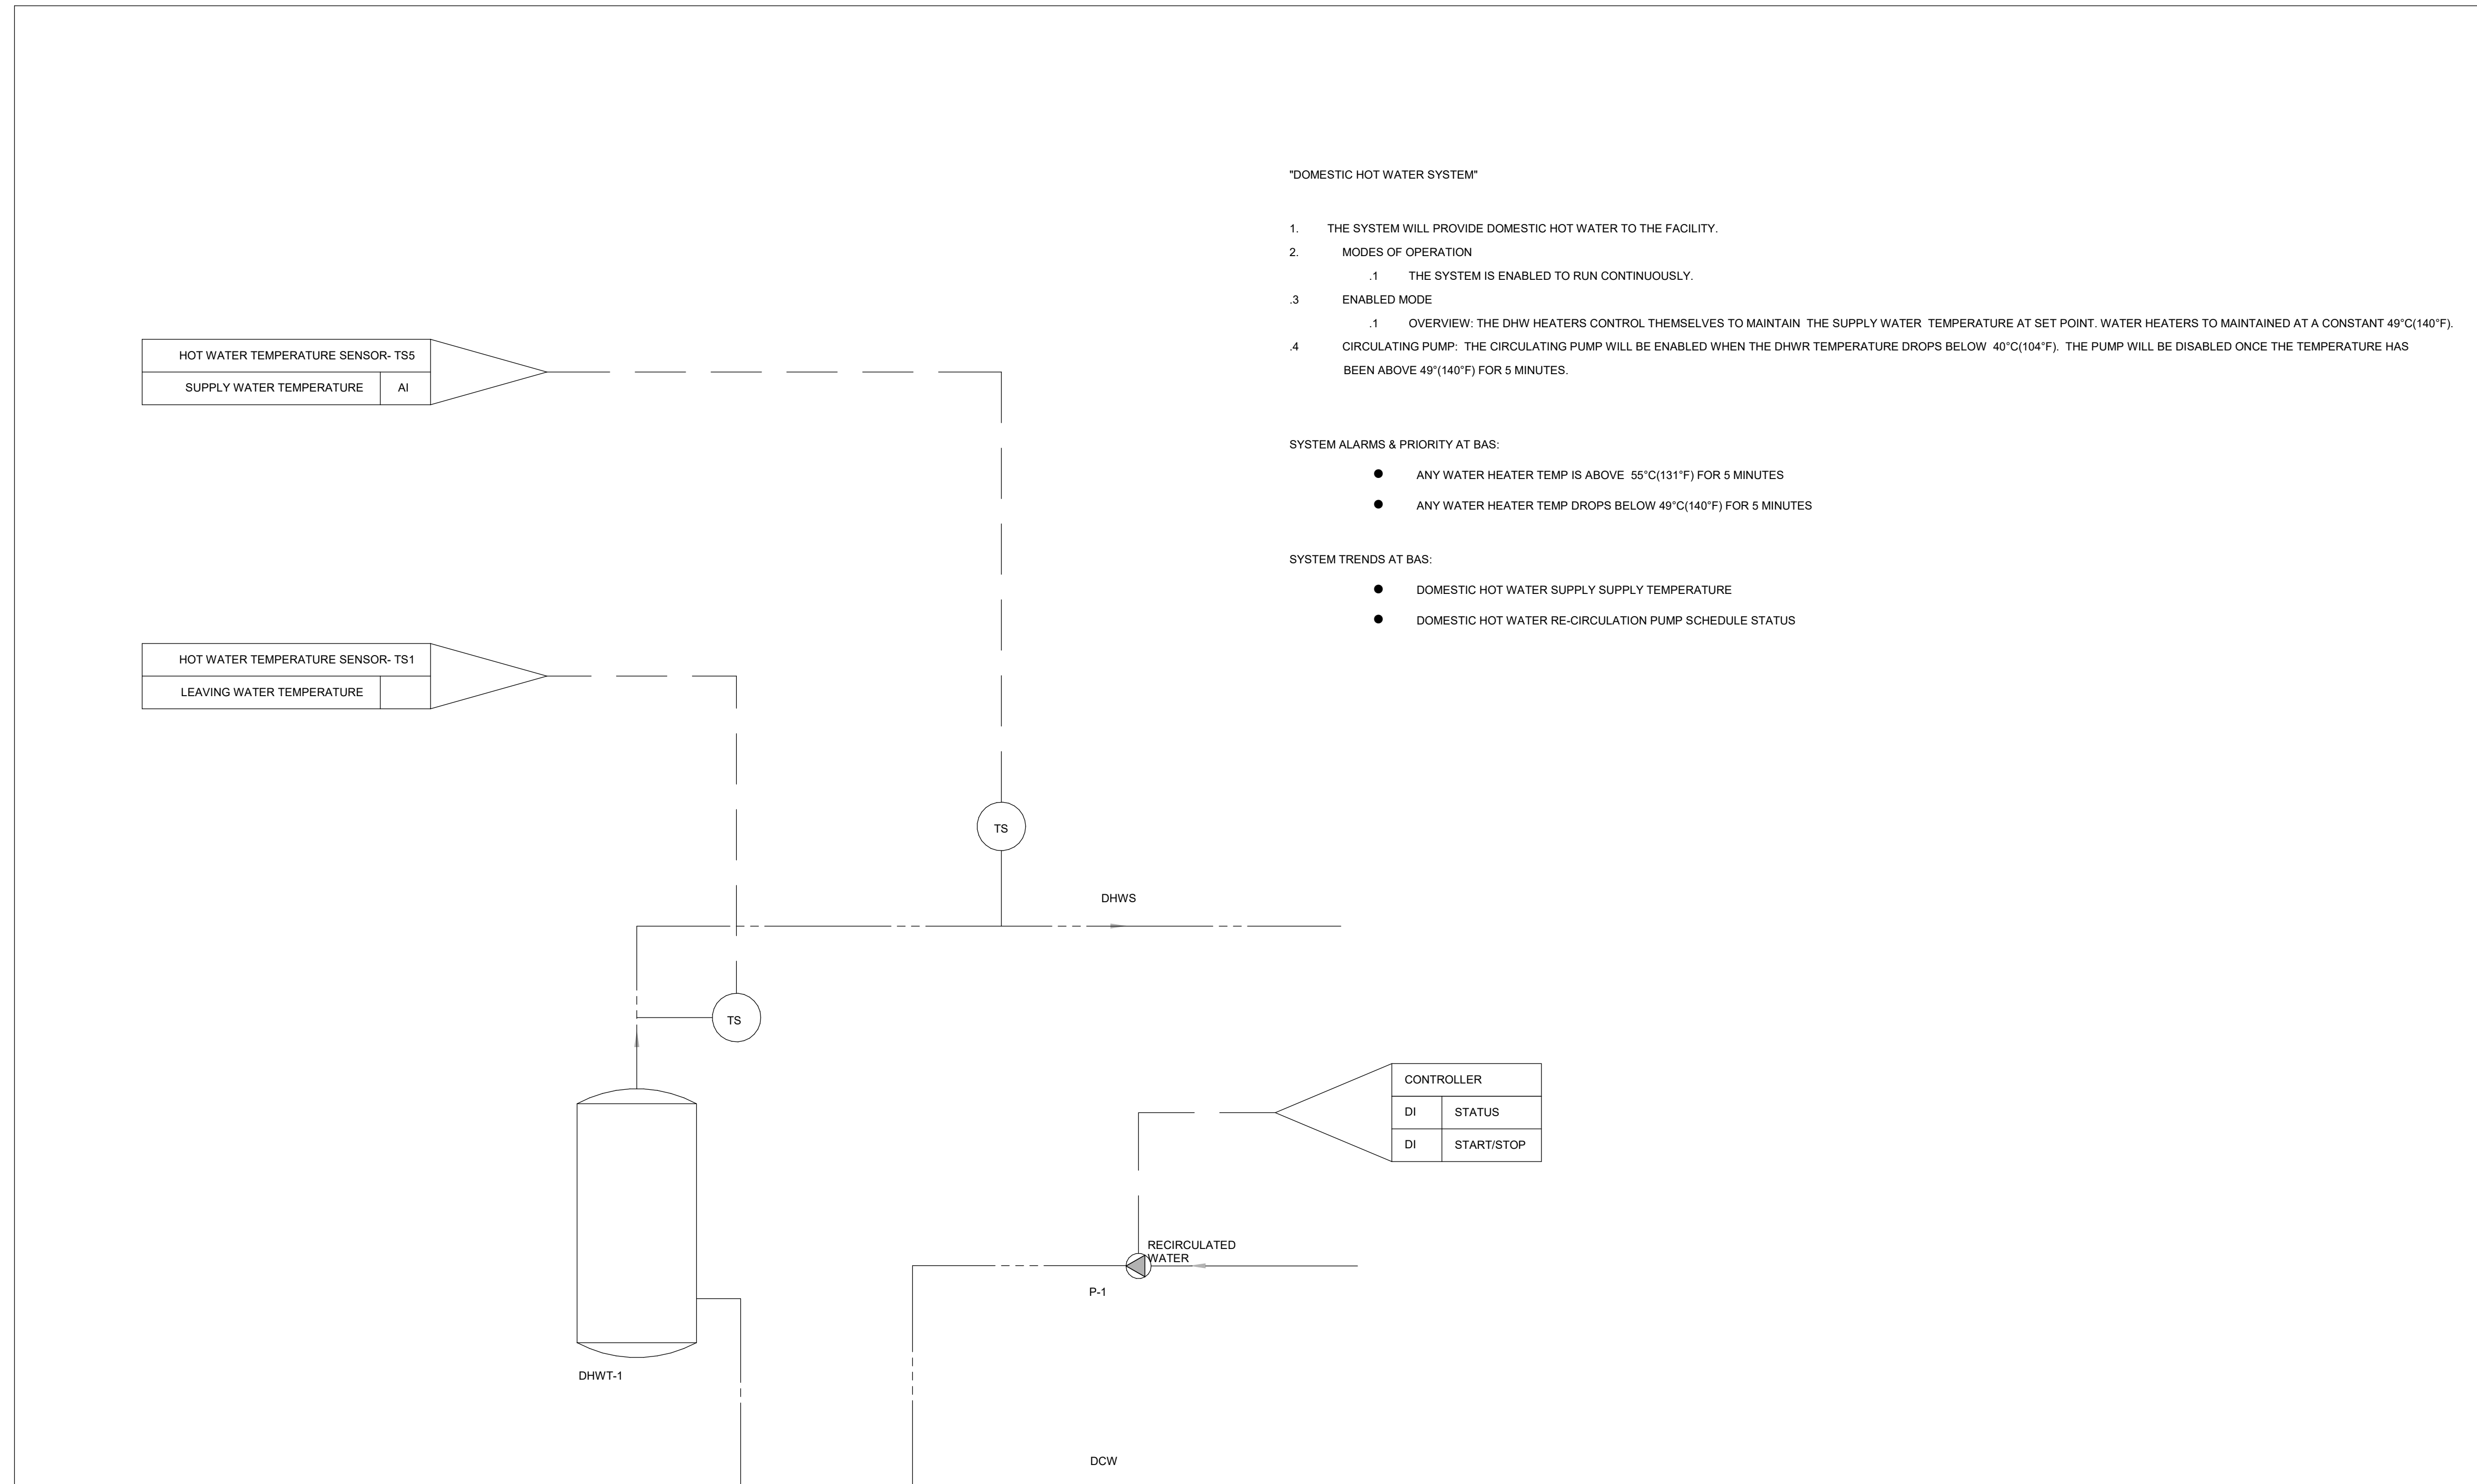 "DOMESTIC HOT WATER SYSTEM"
1. THE SYSTEM WILL PROVIDE DOMESTIC HOT WATER TO THE FACILITY.
2. MODES OF OPERATION
.1 THE SYSTEM IS ENABLED TO RUN CONTINUOUSLY.
.3 ENABLED MODE
.1 OVERVIEW: THE DHW HEATERS CONTROL THEMSELVES TO MAINTAIN THE SUPPLY WATER TEMPERATURE AT SET POINT. WATER HEATERS TO MAINTAINED AT A CONSTANT 49°C(140°F).
.4 CIRCULATING PUMP: THE CIRCULATING PUMP WILL BE ENABLED WHEN THE DHWR TEMPERATURE DROPS BELOW 40°C(104°F). THE PUMP WILL BE DISABLED ONCE THE TEMPERATURE HAS
BEEN ABOVE 49°(140°F) FOR 5 MINUTES.
SYSTEM ALARMS & PRIORITY AT BAS:
● ANY WATER HEATER TEMP IS ABOVE 55°C(131°F) FOR 5 MINUTES
● ANY WATER HEATER TEMP DROPS BELOW 49°C(140°F) FOR 5 MINUTES
SYSTEM TRENDS AT BAS:
● DOMESTIC HOT WATER SUPPLY SUPPLY TEMPERATURE
● DOMESTIC HOT WATER RE-CIRCULATION PUMP SCHEDULE STATUS
HOT WATER TEMPERATURE SENSOR- TS5
SUPPLY WATER TEMPERATURE AI
HOT WATER TEMPERATURE SENSOR- TS1
LEAVING WATER TEMPERATURE
TS
DHWS
TS
CONTROLLER
DI STATUS
DI START/STOP
RECIRCULATED
WATER
P-1
DHWT-1
DCW